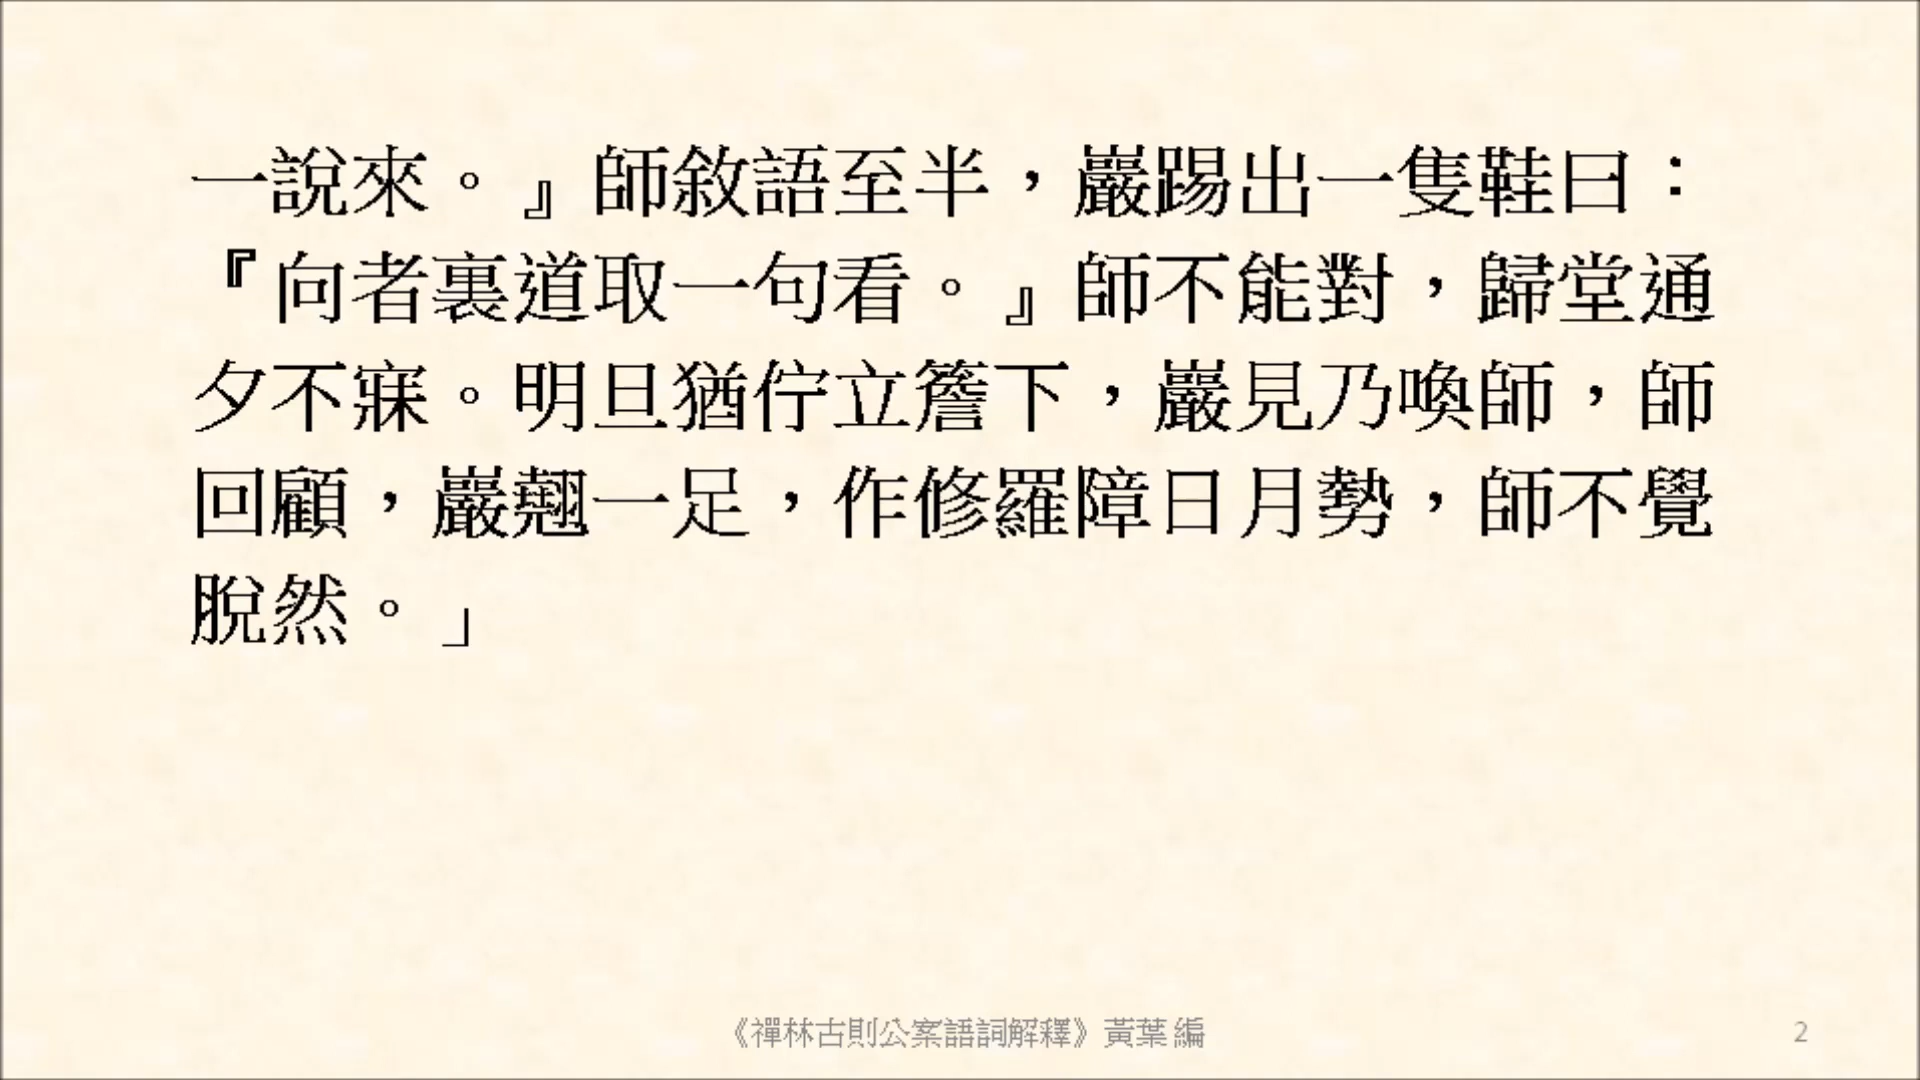 一說來。』師敘語至半，巖踢出一隻鞋曰：
『向者裏道取一句看。』師不能對，歸堂通
夕不寐。明旦猶佇立簷下，巖見乃喚師，師
回顧，巖翹一足，作修羅障日月勢，師不覺
脫然。」
《禪林古則公案語詞解釋》黃葉 編
2